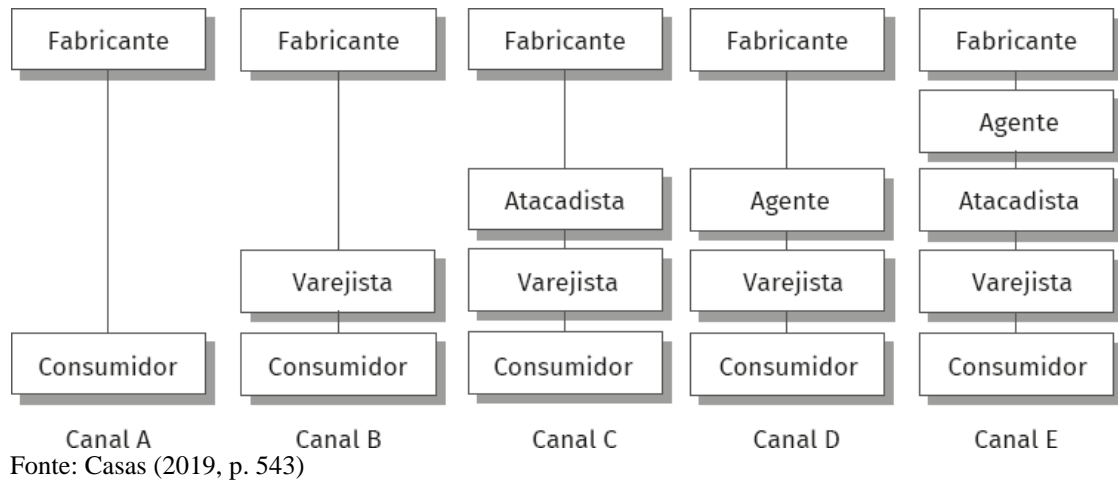 Fabricante Fabricante Fabricante Fabricante Fabricante
Agente
Atacadista Agente Atacadista
Varejista Varejista Varejista Varejista
Consumidor Consumidor Consumidor Consumidor Consumidor
Canal A Canal B Canal C Canal D Canal E
Fonte: Casas (2019, p. 543)